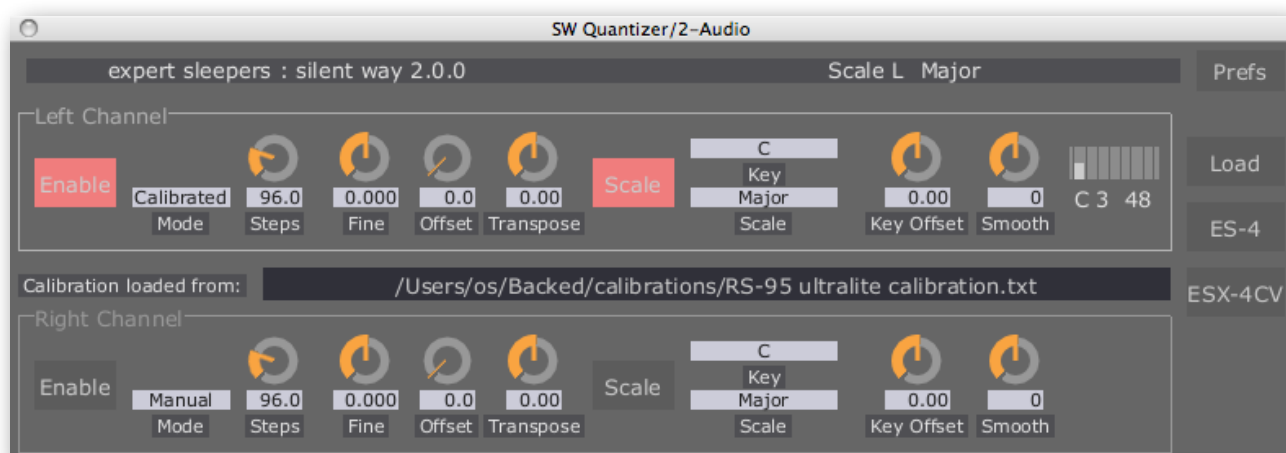 SW Quantizer/2-Audio
expert sleepers : silent way 2.0.0 Scale L Major Prefs
Left Channel
C
Load
Enable Scale Key
Calibrated 96.0 0.000 0.0 0.00 Major 0.00 0 C 3 48
Mode Steps Fine Offset Transpose Scale Key Offset Smooth ES-4
Calibration loaded from: /Users/os/Backed/calibrations/RS-95 ultralite calibration.txt ESX-4CV
Right Channel
C
Enable Scale Key
Manual 96.0 0.000 0.0 0.00 Major 0.00 0
Mode Steps Fine Offset Transpose Scale Key Offset Smooth